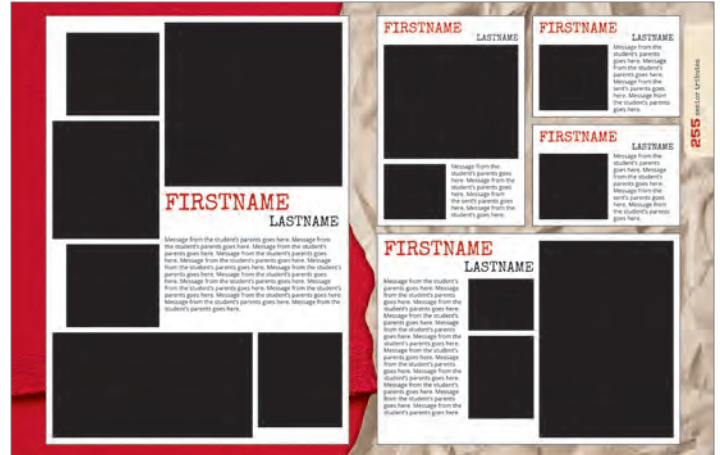 FIRSTNAME
LASTNAME
Message from the student's parents goes here. Message from
the student's parents goes here. Message from the student's
parents goes here. Message from the student's parents goes
here. Message from the student's parents goes here. Message
from the student's parents goes here. Message from the student's
parents goes here. Message from the student's parents goes
here. Message from the student's parents goes here. Message
from the student's parents goes here. Message from the student's
parents goes here. Message from the student's parents goes here.
Message from the student's parents goes here. Message from the
student's parents goes here.
FIRSTNAME
LASTNAME
Message from the
student's parents goes
here. Message from the
student's parents goes
here. Message from
the sent's parents goes
here. Message from the
student's parents goes here.
FIRSTNAME
LASTNAME
Message from the
student's parents
goes here. Message
from the student's
parents goes here.
Message from the
sent's parents goes
here. Message from
the student's parents
goes here.
FIRSTNAME
LASTNAME
Message from the
student's parents
goes here. Message
from the student's
parents goes here.
Message from the
sent's parents goes
here. Message from
the student's parents
goes here.
FIRSTNAME
LASTNAME
Message from the student's
parents goes here. Message
from the student's parents
goes here. Message from the
student's parents goes here.
Message from the student's
parents goes here. Message
from the student's parents
goes here. Message from the
student's parents goes here.
Message from the student's
parents goes here. Message
from the student's parents
goes here. Message from the
student's parents goes here.
Message from the student's
parents goes here. Message from the
student's parents goes here
255 senior tributes